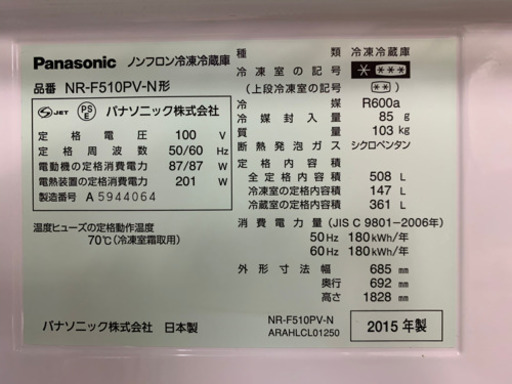 Panasonic ノンフロン冷凍冷蔵庫
品番 NR-F510PV-N形
S JET PS E パナソニック株式会社
定格電圧 100 V
定格周波数 50/60 Hz
電動機の定格消費電力 87/87 W
電熱装置の定格消費電力 201 W
製造番号 A 5944064
温度ヒューズの定格動作温度
70℃(冷凍室霜取用)
パナソニック株式会社 日本製
種類 冷凍冷蔵庫
冷凍室の記号 * ***
(上段冷凍室の記号) **
冷媒 R600a
冷媒封入量 85 g
質量 103 kg
断熱発泡ガス シクロペンタン
定格内容積
全定格内容積 508 L
冷凍室の定格内容積 147 L
冷蔵室の定格内容積 361 L
消費電力量(JIS C 9801-2006年)
50Hz 180 kWh/年
60Hz 180 kWh/年
外形寸法 幅 685 mm
奥行 692 mm
高さ 1828 mm
NR-F510PV-N
ARAHLCL01250
2015年製